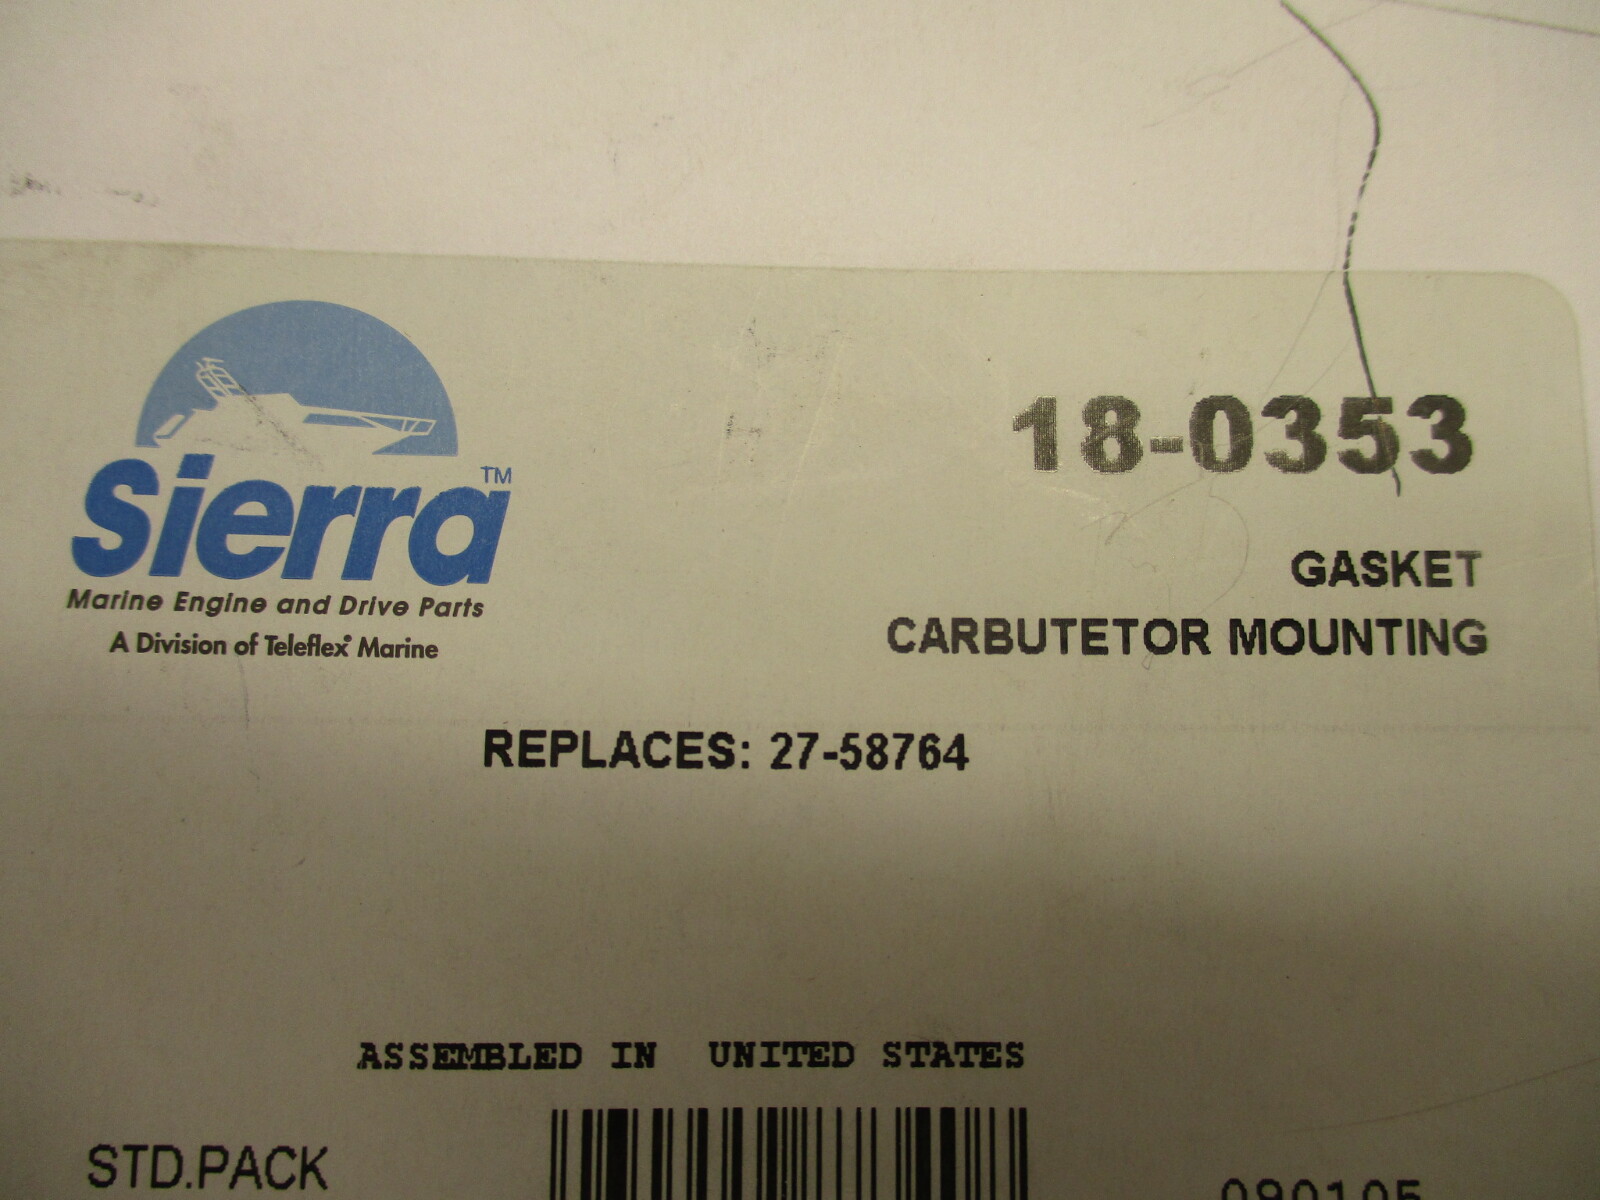 Sierra™
Marine Engine and Drive Parts
A Division of Teleflex® Marine
18-0353
GASKET
CARBUTETOR MOUNTING
REPLACES: 27-58764
ASSEMBLED IN UNITED STATES
STD.PACK